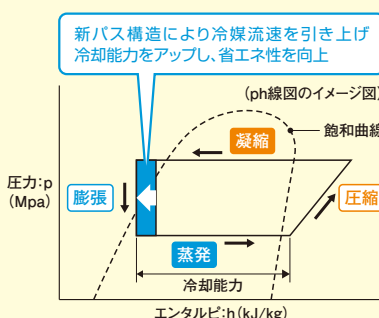 新パス構造により冷媒流速を引き上げ
冷却能力をアップし、省エネ性を向上
(ph線図のイメージ図)
飽和曲線
凝縮
圧力:p
(Mpa)
膨張
圧縮
蒸発
冷却能力
エンタルピ:h(kJ/kg)